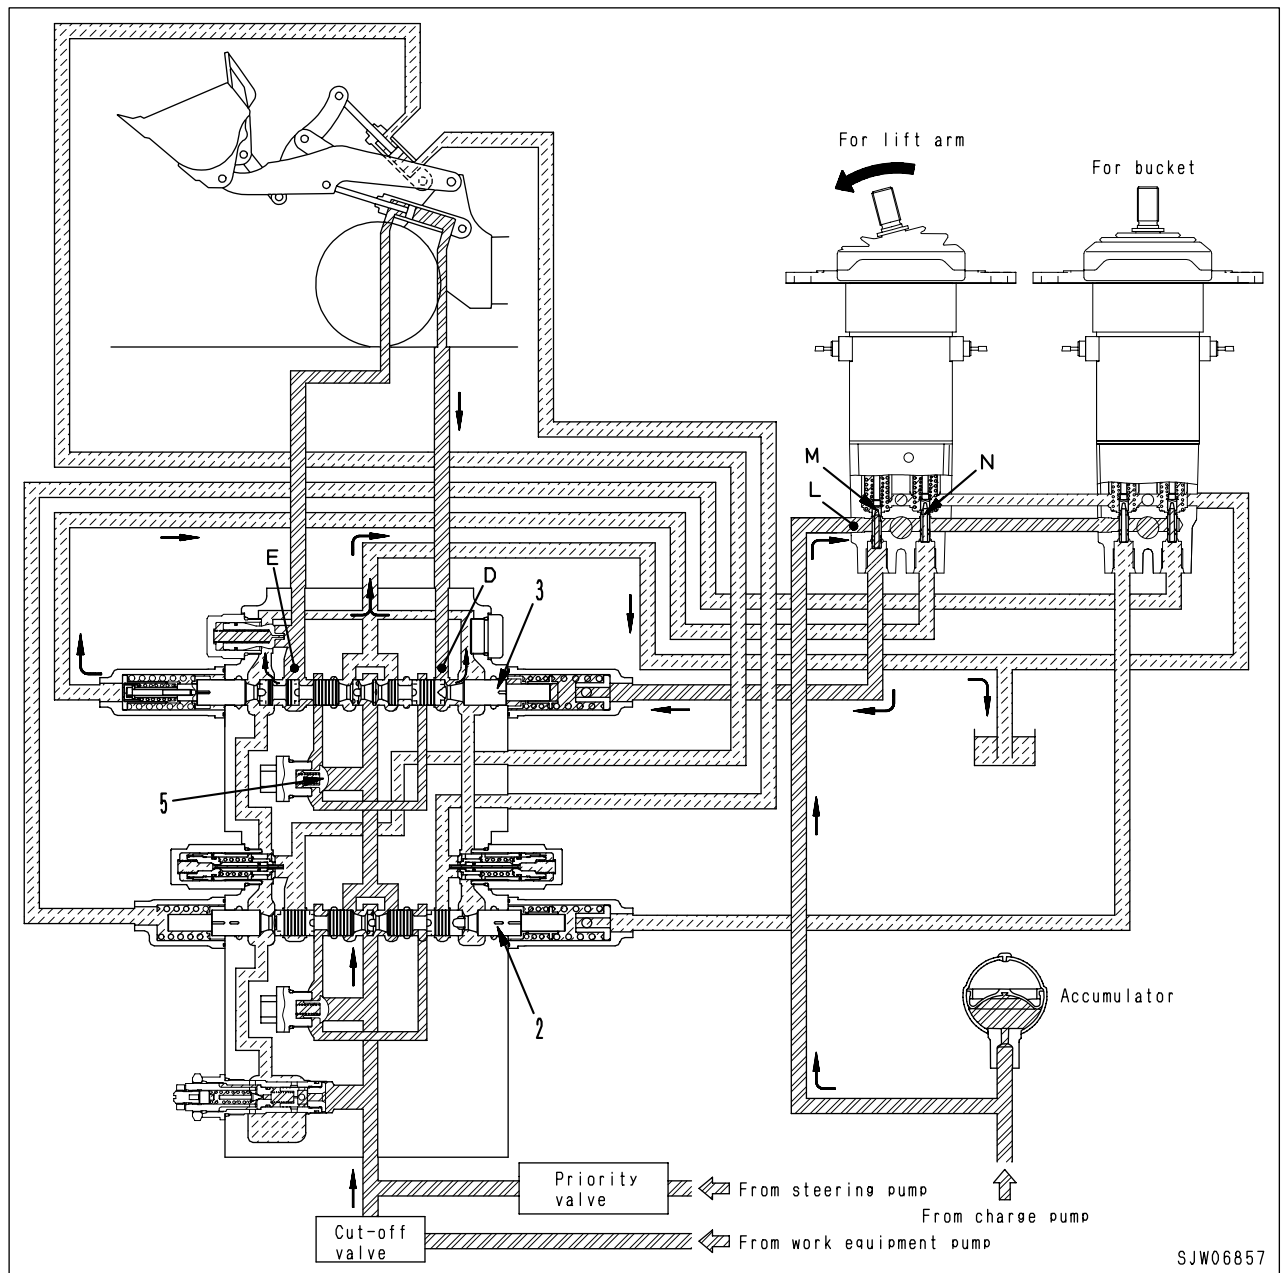 For lift arm
For bucket
M
N
L
E
D
3
5
2
Accumulator
Priority
valve
From steering pump
From charge pump
Cut-off
valve
From work equipment pump
SJW06857